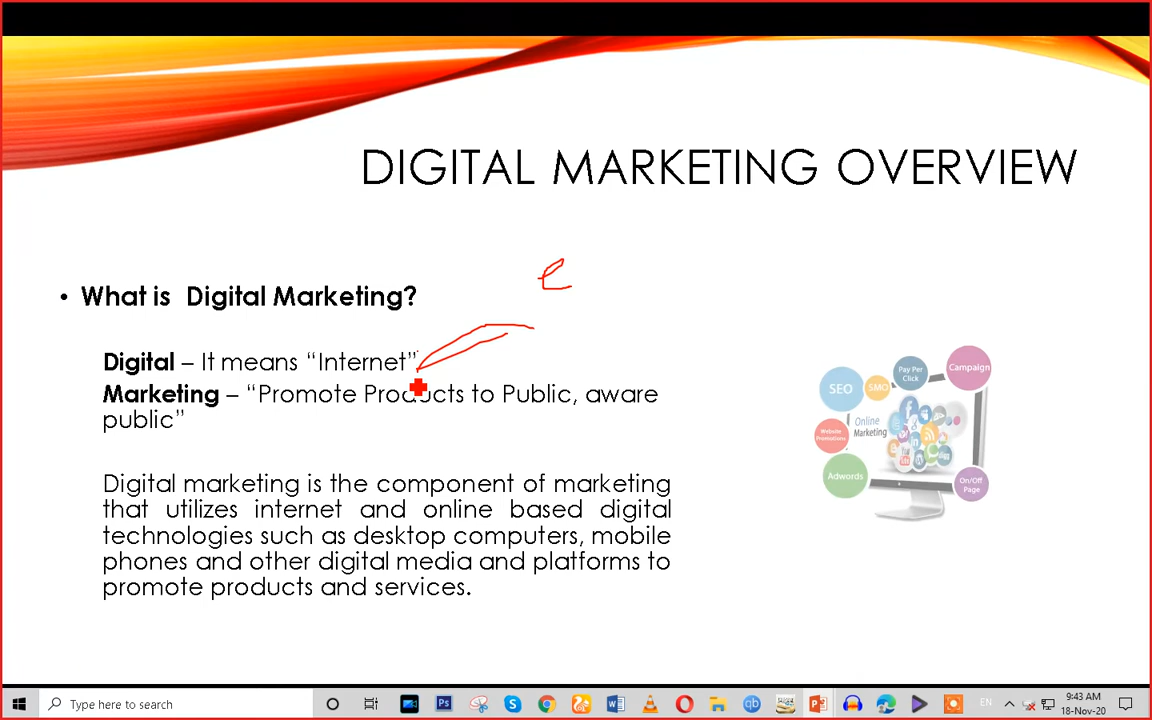 DIGITAL MARKETING OVERVIEW
e
• What is Digital Marketing?
Digital – It means “Internet”
Marketing – “Promote Products to Public, aware
public”
Digital marketing is the component of marketing
that utilizes internet and online based digital
technologies such as desktop computers, mobile
phones and other digital media and platforms to
promote products and services.
Campaign
Pay Per
Click
SEO
SMO
Online
Marketing
Website
Promotions
Adwords
On/Off
Page
Type here to search
EN
9:43 AM
18-Nov-20